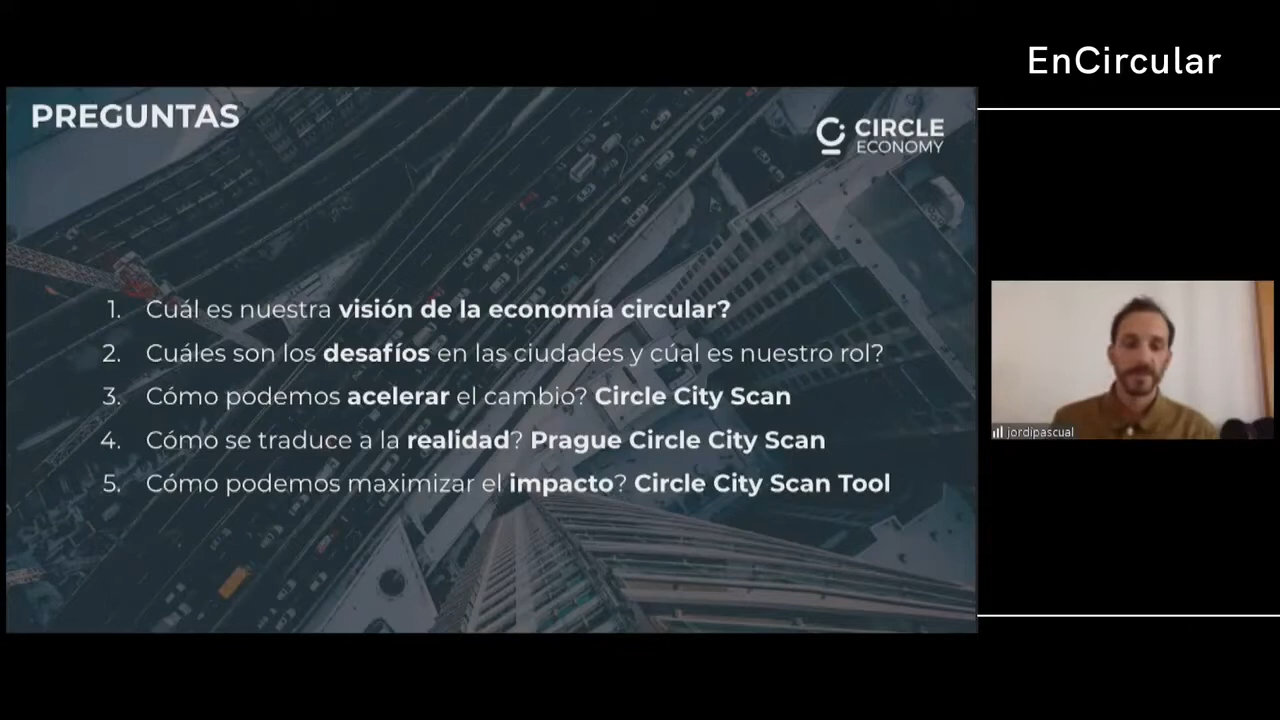 EnCircular
PREGUNTAS
CIRCLE
ECONOMY
1. Cuál es nuestra visión de la economía circular?
2. Cuáles son los desafíos en las ciudades y cúal es nuestro rol?
3. Cómo podemos acelerar el cambio? Circle City Scan
4. Cómo se traduce a la realidad? Prague Circle City Scan
5. Cómo podemos maximizar el impacto? Circle City Scan Tool
jordipascual